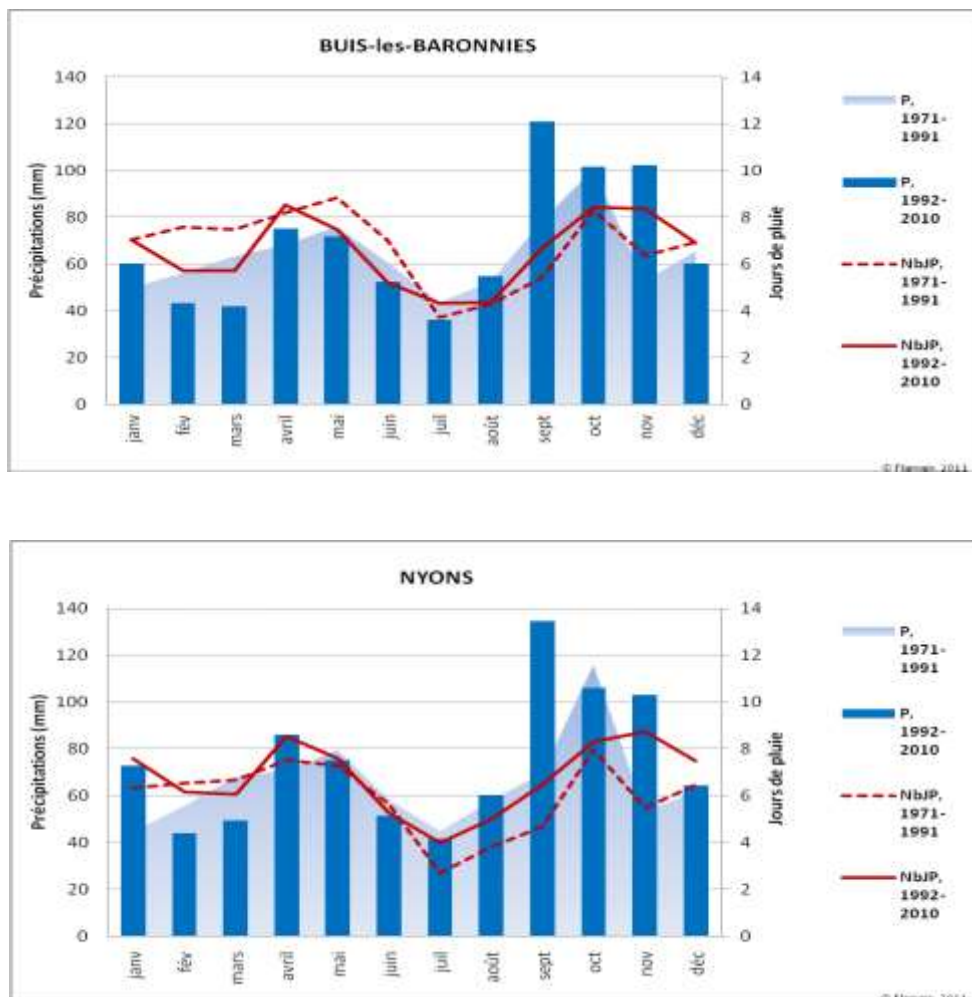 BUIS-les-BARONNIES
Précipitations (mm)
140
120
100
80
60
40
20
0
janv
fév
mars
avril
mai
juin
juil
août
sept
oct
nov
déc
14
12
10
8
6
4
2
0
Jours de pluie
P, 1971-
1991
P, 1992-
2010
NbJP, 1971-
1991
NbJP, 1992-
2010
2011
NYONS
Précipitations (mm)
140
120
100
80
60
40
20
0
janv
fév
mars
avril
mai
juin
juil
août
sept
oct
nov
déc
14
12
10
8
6
4
2
0
Jours de pluie
P, 
1971-
1991
P, 
1992-
2010
NbJP, 
1971-
1991
NbJP, 
1992-
2010